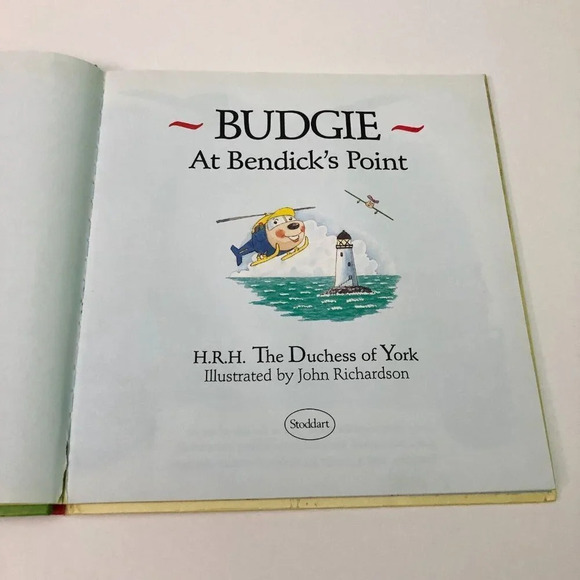 ~ BUDGIE ~
At Bendick's Point
H.R.H. The Duchess of York
Illustrated by John Richardson
Stoddart